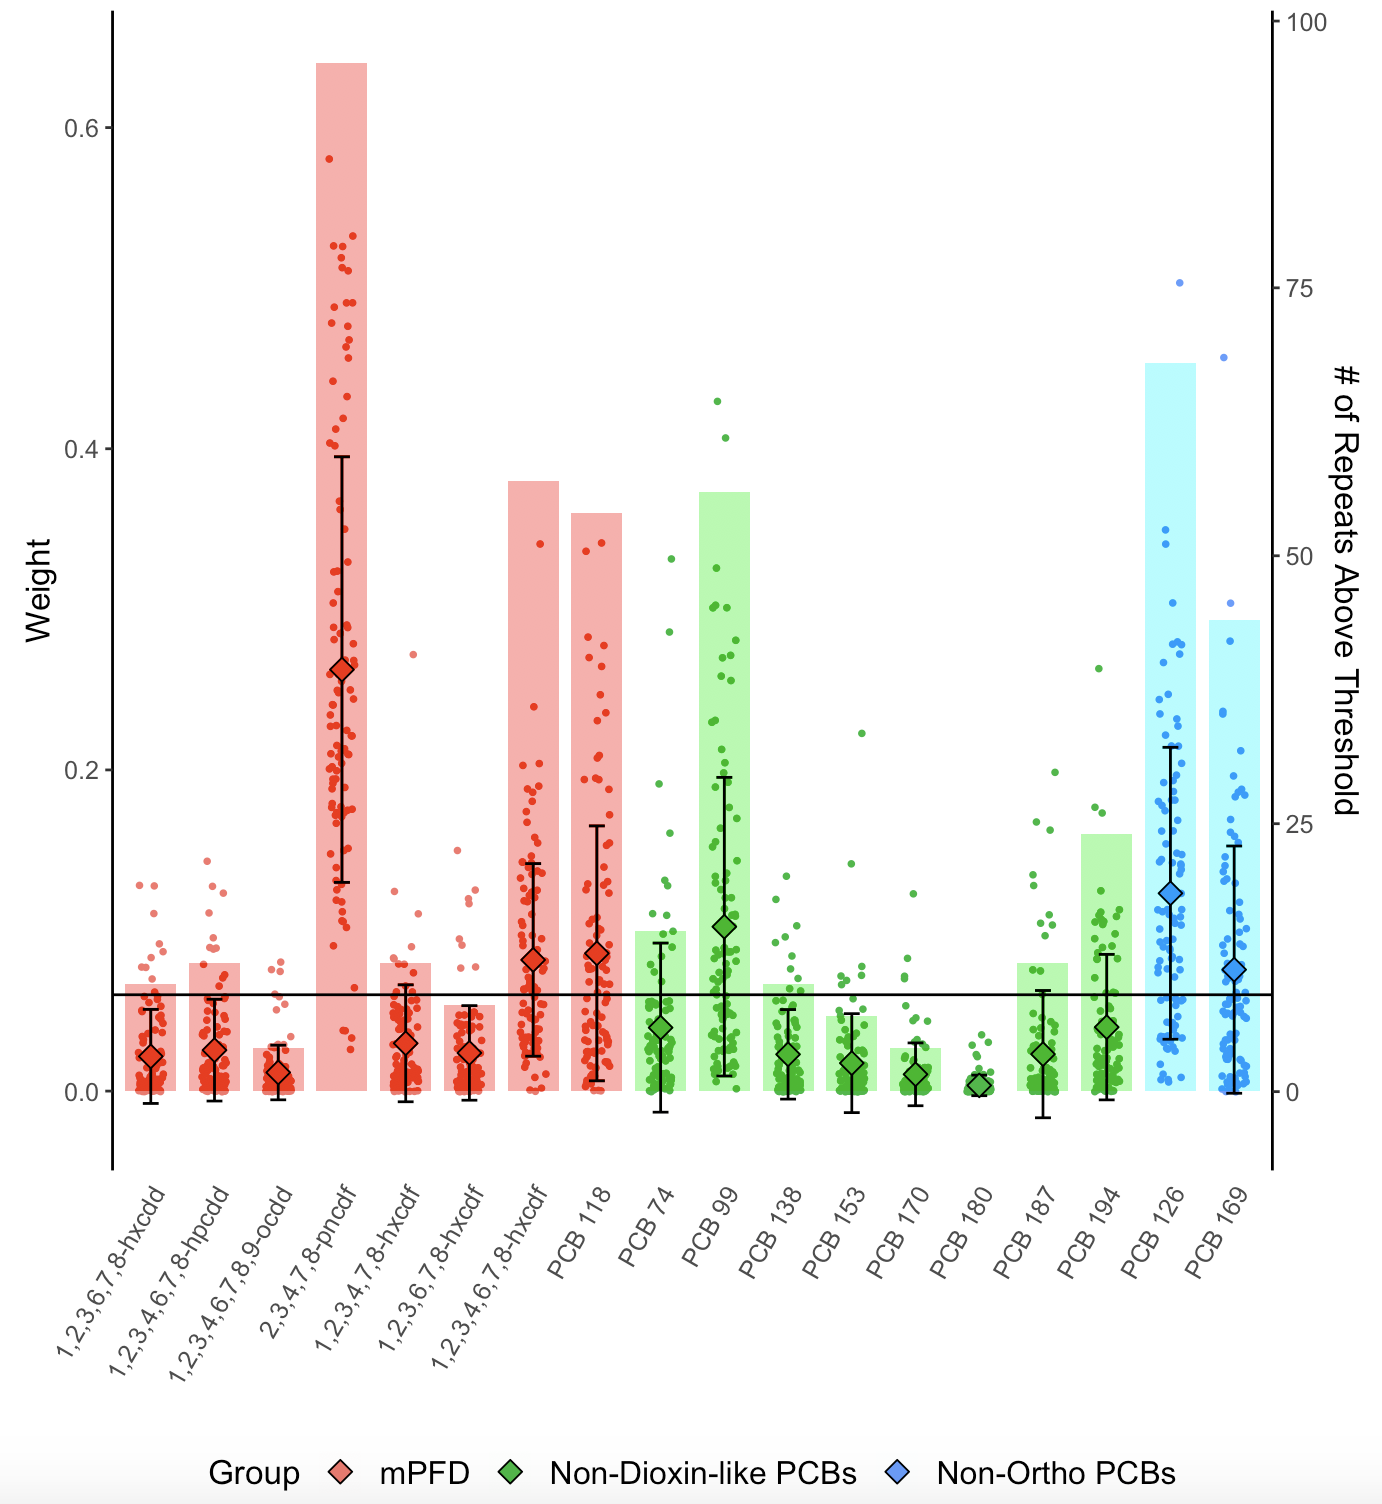 Weight
0.6
0.4
0.2
0.0
100
75
50
25
0
# of Repeats Above Threshold
1,2,3,6,7,8-hxcdd
1,2,3,4,6,7,8-hpcdd
1,2,3,4,6,7,8,9-ocdd
2,3,4,7,8-pncdf
1,2,3,4,7,8-hxcdf
1,2,3,6,7,8-hxcdf
1,2,3,4,6,7,8-hxcdf
PCB 118
PCB 74
PCB 99
PCB 138
PCB 153
PCB 170
PCB 180
PCB 187
PCB 194
PCB 126
PCB 169
Group mPFD Non-Dioxin-like PCBs Non-Ortho PCBs